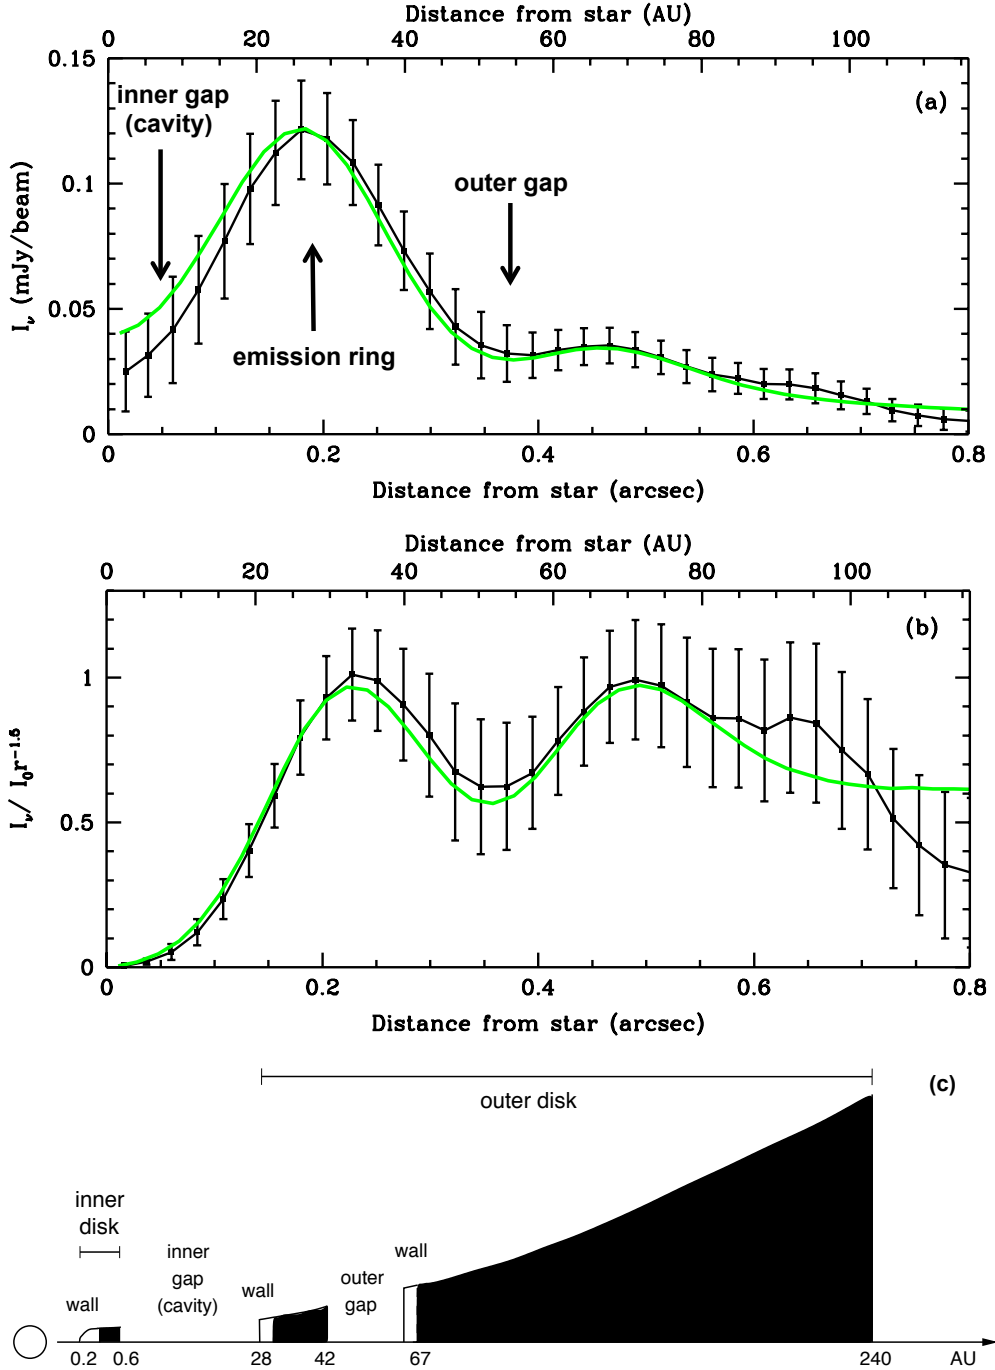 Distance from star (AU)
0 20 40 60 80 100
0.15
(a)
inner gap
(cavity)
0.1
outer gap
I_ν (mJy/beam)
0.05
emission ring
0
0 0.2 0.4 0.6 0.8
Distance from star (arcsec)
Distance from star (AU)
0 20 40 60 80 100
(b)
1
I_ν/ I_0r^-1.5
0.5
0
0 0.2 0.4 0.6 0.8
Distance from star (arcsec)
(c)
outer disk
inner
disk
wall
inner
gap
(cavity)
wall
outer
gap
wall
0.2 0.6 28 42 67 240 AU